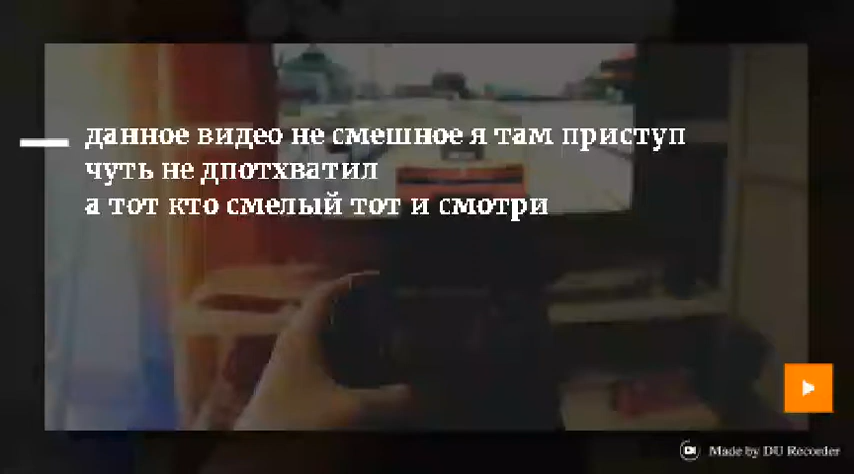 данное видео не смешное я там приступ
чуть не дпотхватил
а тот кто смелый тот и смотри
Made by DU Recorder